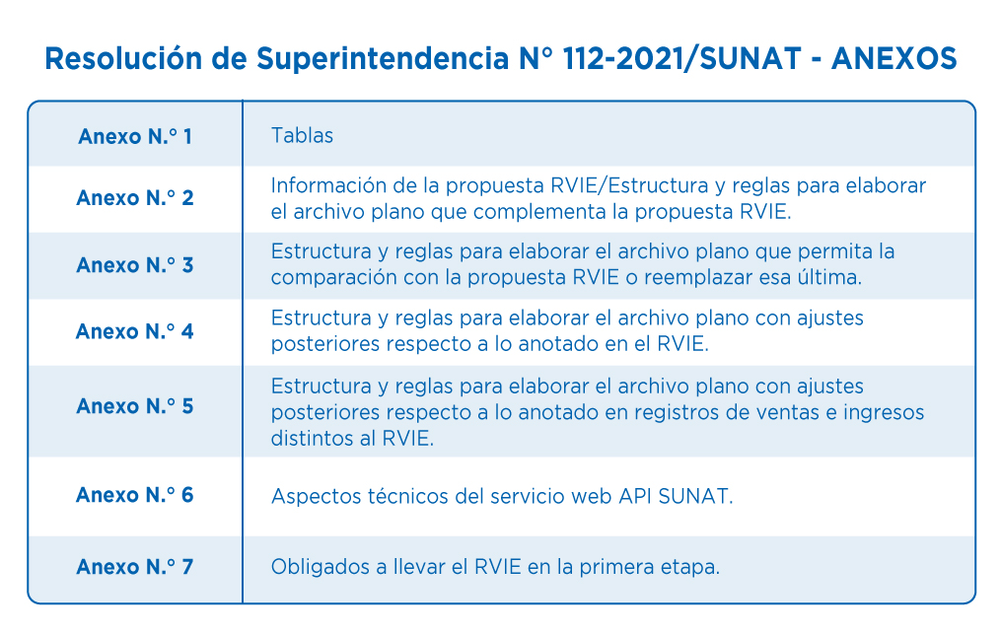 Resolución de Superintendencia N° 112-2021/SUNAT - ANEXOS
Anexo N.° 1
Tablas
Anexo N.° 2
Información de la propuesta RVIE/Estructura y reglas para elaborar
el archivo plano que complementa la propuesta RVIE.
Anexo N.° 3
Estructura y reglas para elaborar el archivo plano que permita la
comparación con la propuesta RVIE o reemplazar esa última.
Anexo N.° 4
Estructura y reglas para elaborar el archivo plano con ajustes
posteriores respecto a lo anotado en el RVIE.
Anexo N.° 5
Estructura y reglas para elaborar el archivo plano con ajustes
posteriores respecto a lo anotado en registros de ventas e ingresos
distintos al RVIE.
Anexo N.° 6
Aspectos técnicos del servicio web API SUNAT.
Anexo N.° 7
Obligados a llevar el RVIE en la primera etapa.